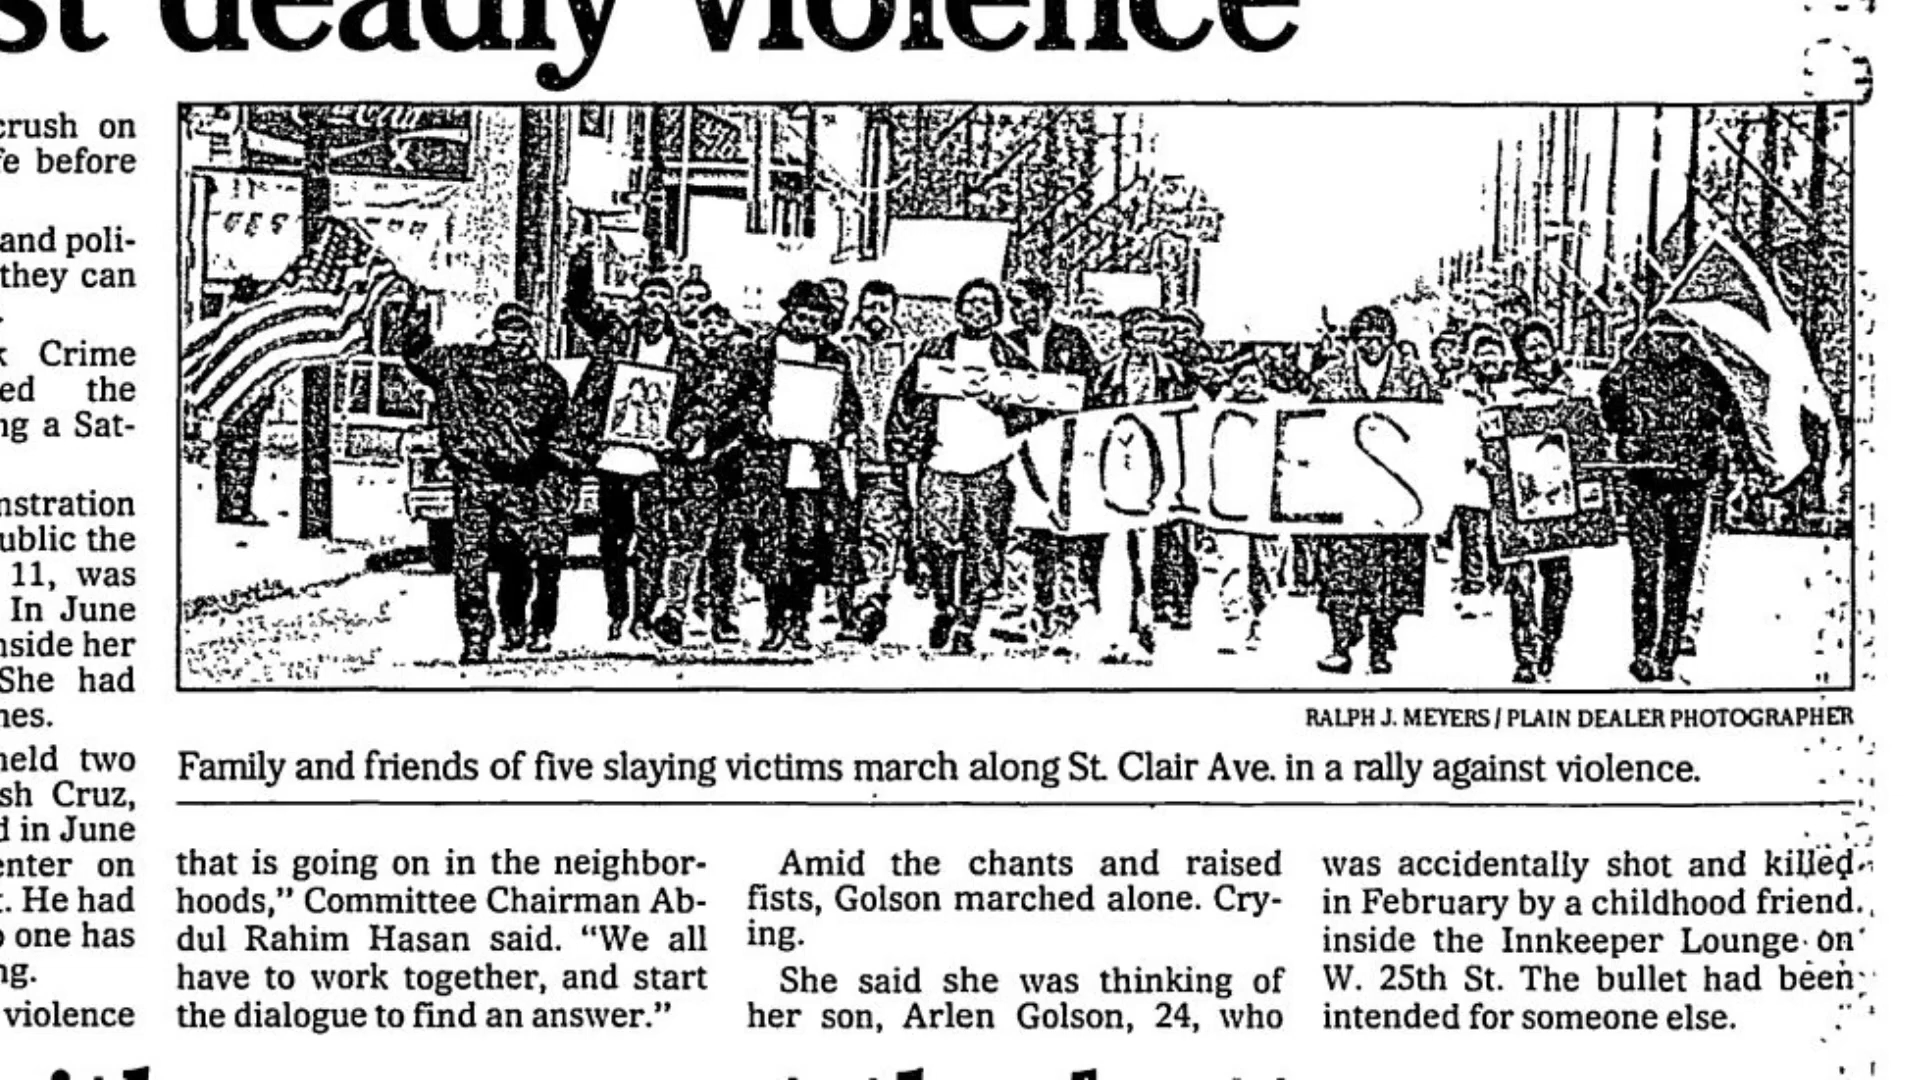 st deadly violence
crush on
fe before
and poli-
they can
k Crime
ed the
ng a Sat-
nstration
ublic the
11, was
In June
nside her
She had
nes.
held two
sh Cruz,
d in June
enter on
t. He had
o one has
ng.
violence
VOICES
RALPH J. MEYERS / PLAIN DEALER PHOTOGRAPHER
Family and friends of five slaying victims march along St. Clair Ave. in a rally against violence.
that is going on in the neighbor-
hoods,” Committee Chairman Ab-
dul Rahim Hasan said. “We all
have to work together, and start
the dialogue to find an answer.”
Amid the chants and raised
fists, Golson marched alone. Cry-
ing.
She said she was thinking of
her son, Arlen Golson, 24, who
was accidentally shot and killed
in February by a childhood friend
inside the Innkeeper Lounge on
W. 25th St. The bullet had been
intended for someone else.